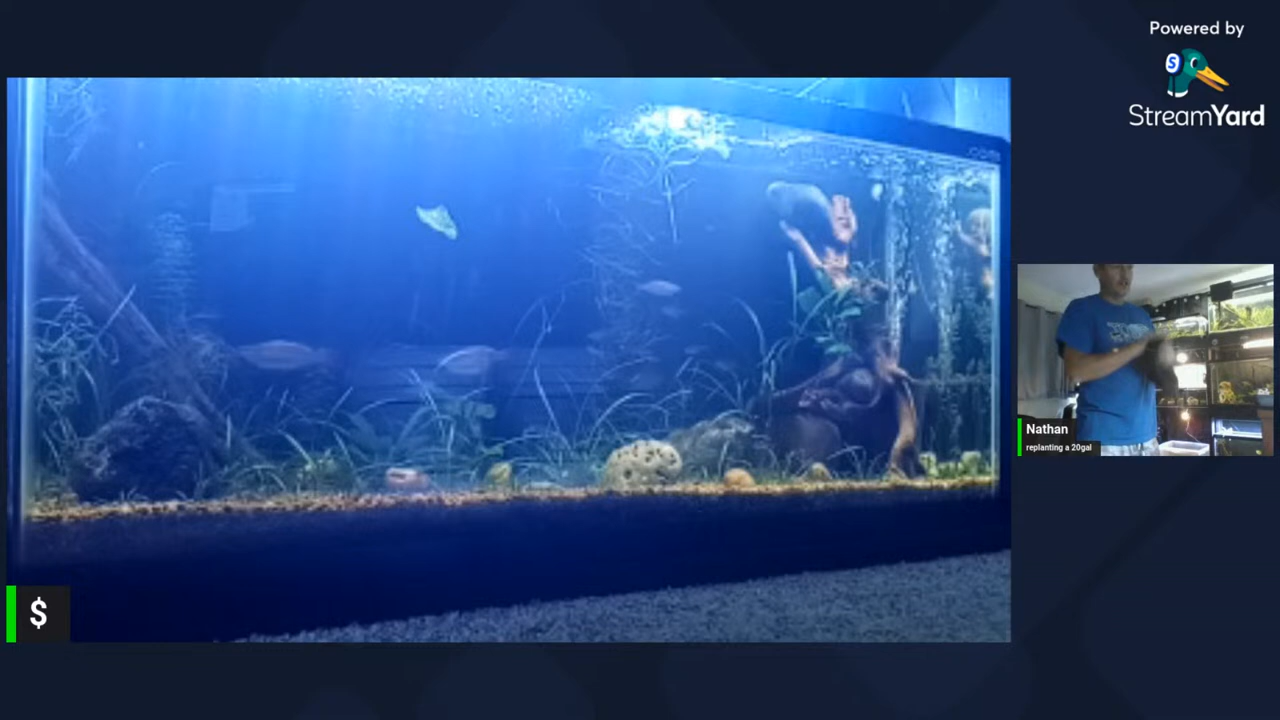 Powered by
S
StreamYard
Nathan
replanting a 20gal
$